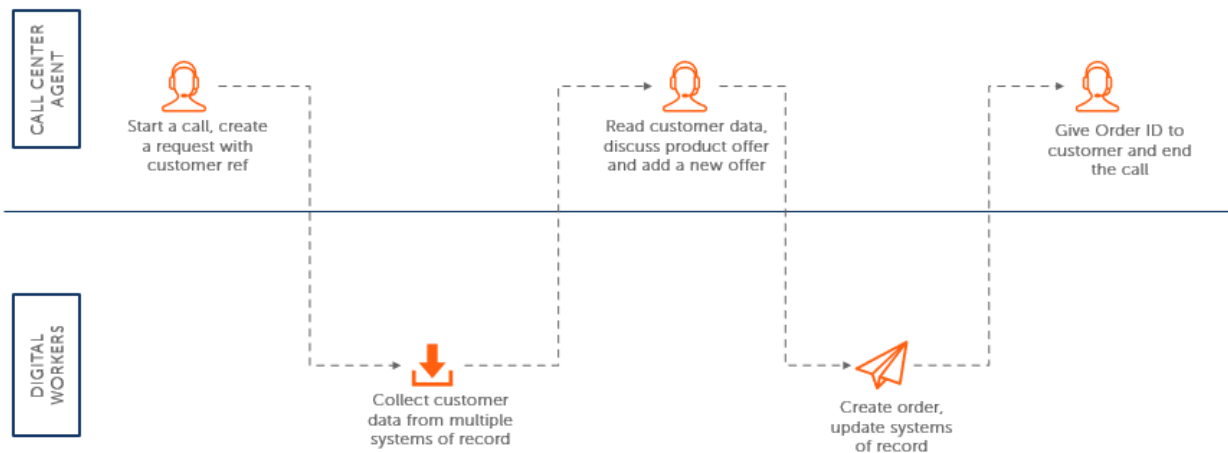 CALL CENTER
AGENT
Start a call, create
a request with
customer ref
Read customer data,
discuss product offer
and add a new offer
Give Order ID to
customer and end
the call
DIGITAL
WORKERS
Collect customer
data from multiple
systems of record
Create order,
update systems
of record